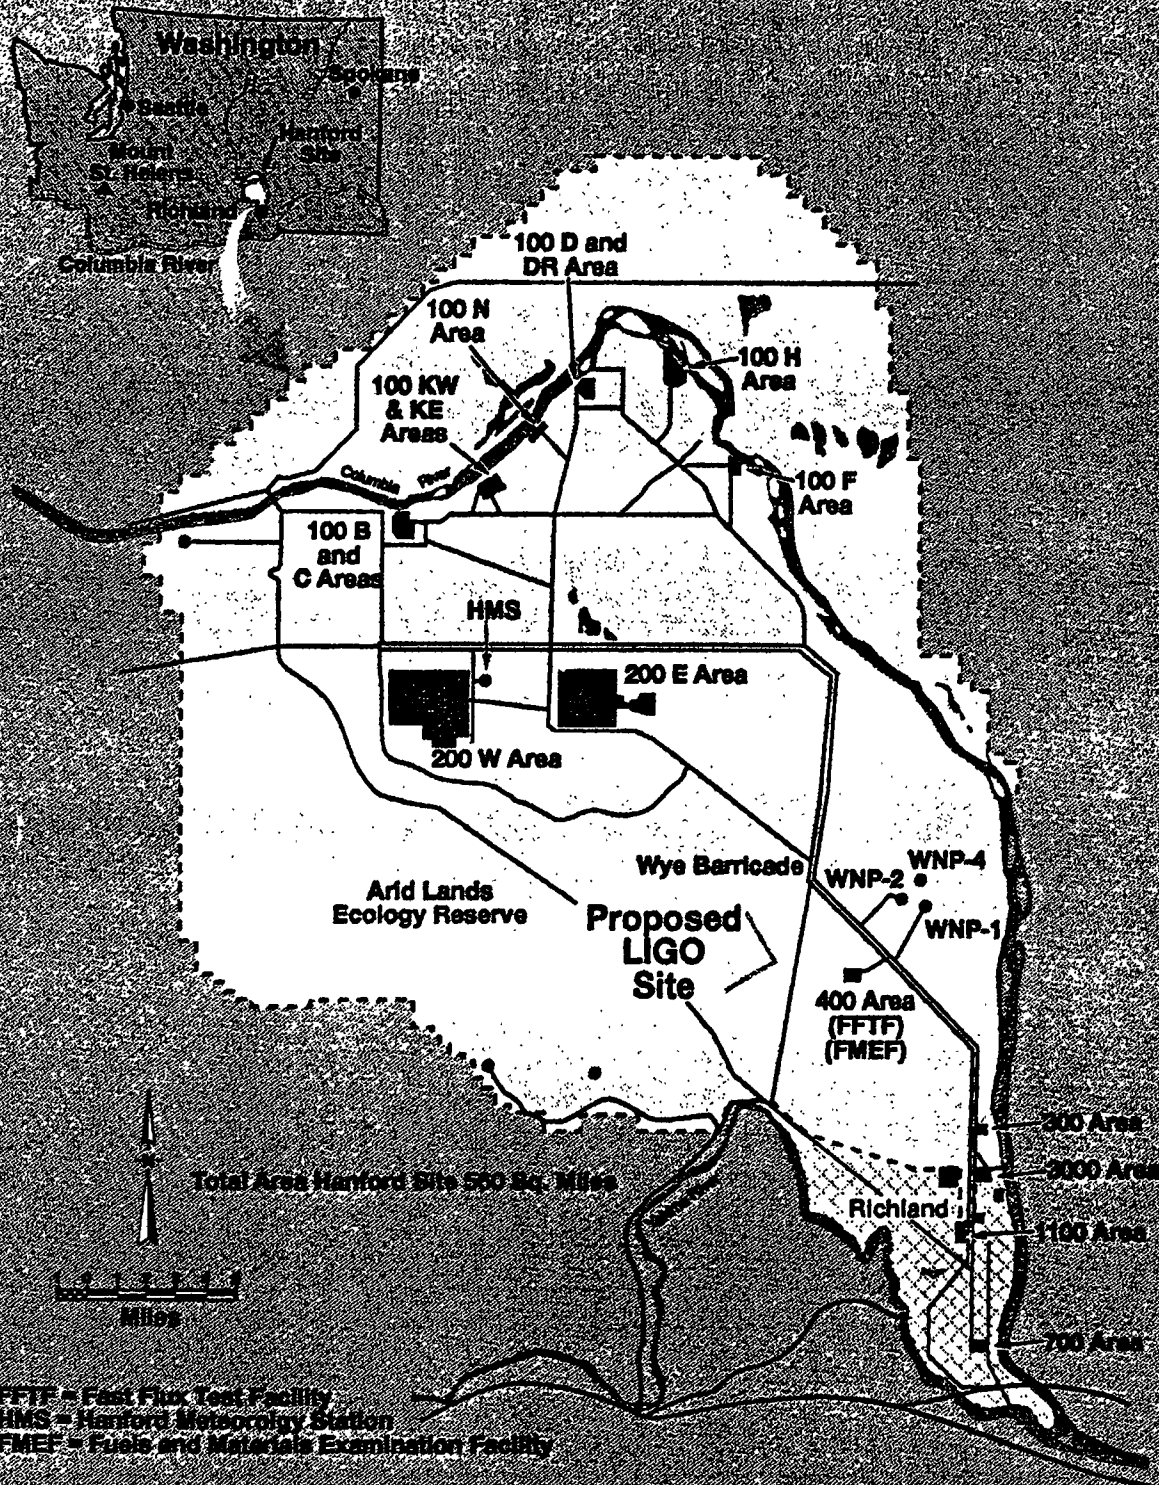 Washington
Spokane
Seattle
Hanford
Site
Mount
St. Helens
Richland
Columbia River
100 D and
DR Area
100 N
Area
100 H
Area
100 KW
& KE
Areas
Columbia River
100 F
Area
100 B
and
C Areas
HMS
200 E Area
200 W Area
Wye Barricade
WNP-4
WNP-2
WNP-1
Arid Lands
Ecology Reserve
Proposed
LIGO
Site
400 Area
(FFTF)
(FMEF)
300 Area
3000 Area
Total Area Hanford Site 560 Sq. Miles
Richland
1100 Area
Miles
700 Area
FFTF = Fast Flux Test Facility
HMS = Hanford Meteorolgy Station
FMEF = Fuels and Materials Examination Facility